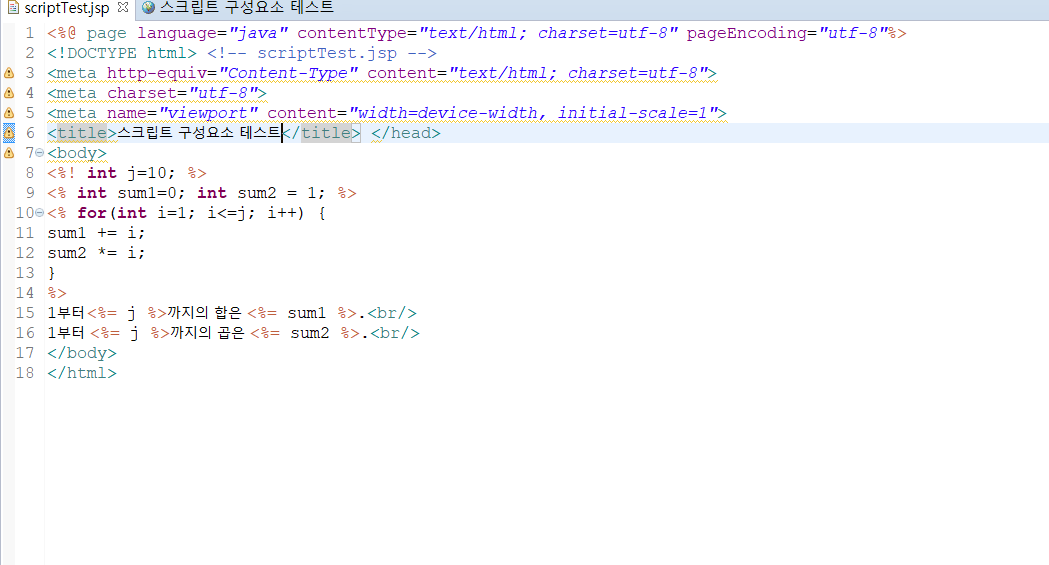 scriptTest.jsp 스크립트 구성요소 테스트
1 <%@ page language="java" contentType="text/html; charset=utf-8" pageEncoding="utf-8"%>
2 <!DOCTYPE html> <!-- scriptTest.jsp -->
3 <meta http-equiv="Content-Type" content="text/html; charset=utf-8">
4 <meta charset="utf-8">
5 <meta name="viewport" content="width=device-width, initial-scale=1">
6 <title>스크립트 구성요소 테스트</title> </head>
7 <body>
8 <%! int j=10; %>
9 <% int sum1=0; int sum2 = 1; %>
10 <% for(int i=1; i<=j; i++) {
11 sum1 += i;
12 sum2 *= i;
13 }
14 %>
15 1부터<%= j %>까지의 합은 <%= sum1 %>.<br/>
16 1부터 <%= j %>까지의 곱은 <%= sum2 %>.<br/>
17 </body>
18 </html>